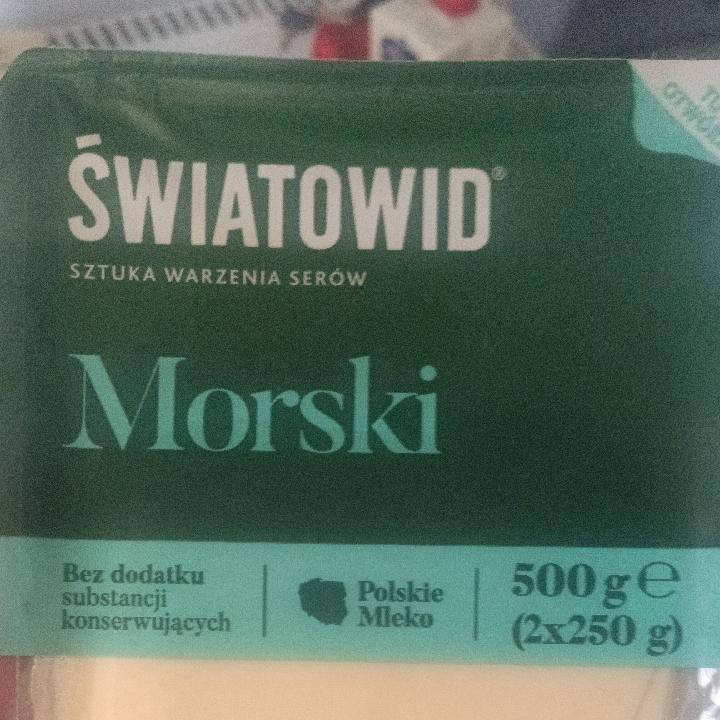 ŚWIATOWID®
SZTUKA WARZENIA SERÓW
Morski
Bez dodatku
substancji
konserwujących
Polskie
Mleko
500 g ℮
(2x250 g)